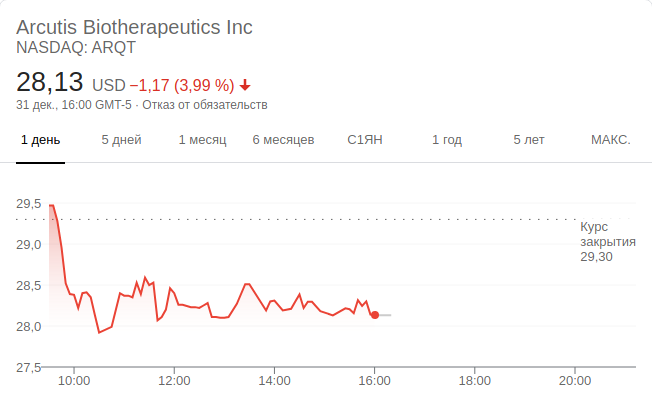 Arcutis Biotherapeutics Inc
NASDAQ: ARQT
28,13 USD −1,17 (3,99 %)
31 дек., 16:00 GMT-5 · Отказ от обязательств
1 день 5 дней 1 месяц 6 месяцев С1ЯН 1 год 5 лет МАКС.
29,5
Курс
закрытия
29,0
29,30
28,5
28,0
27,5
10:00 12:00 14:00 16:00 18:00 20:00